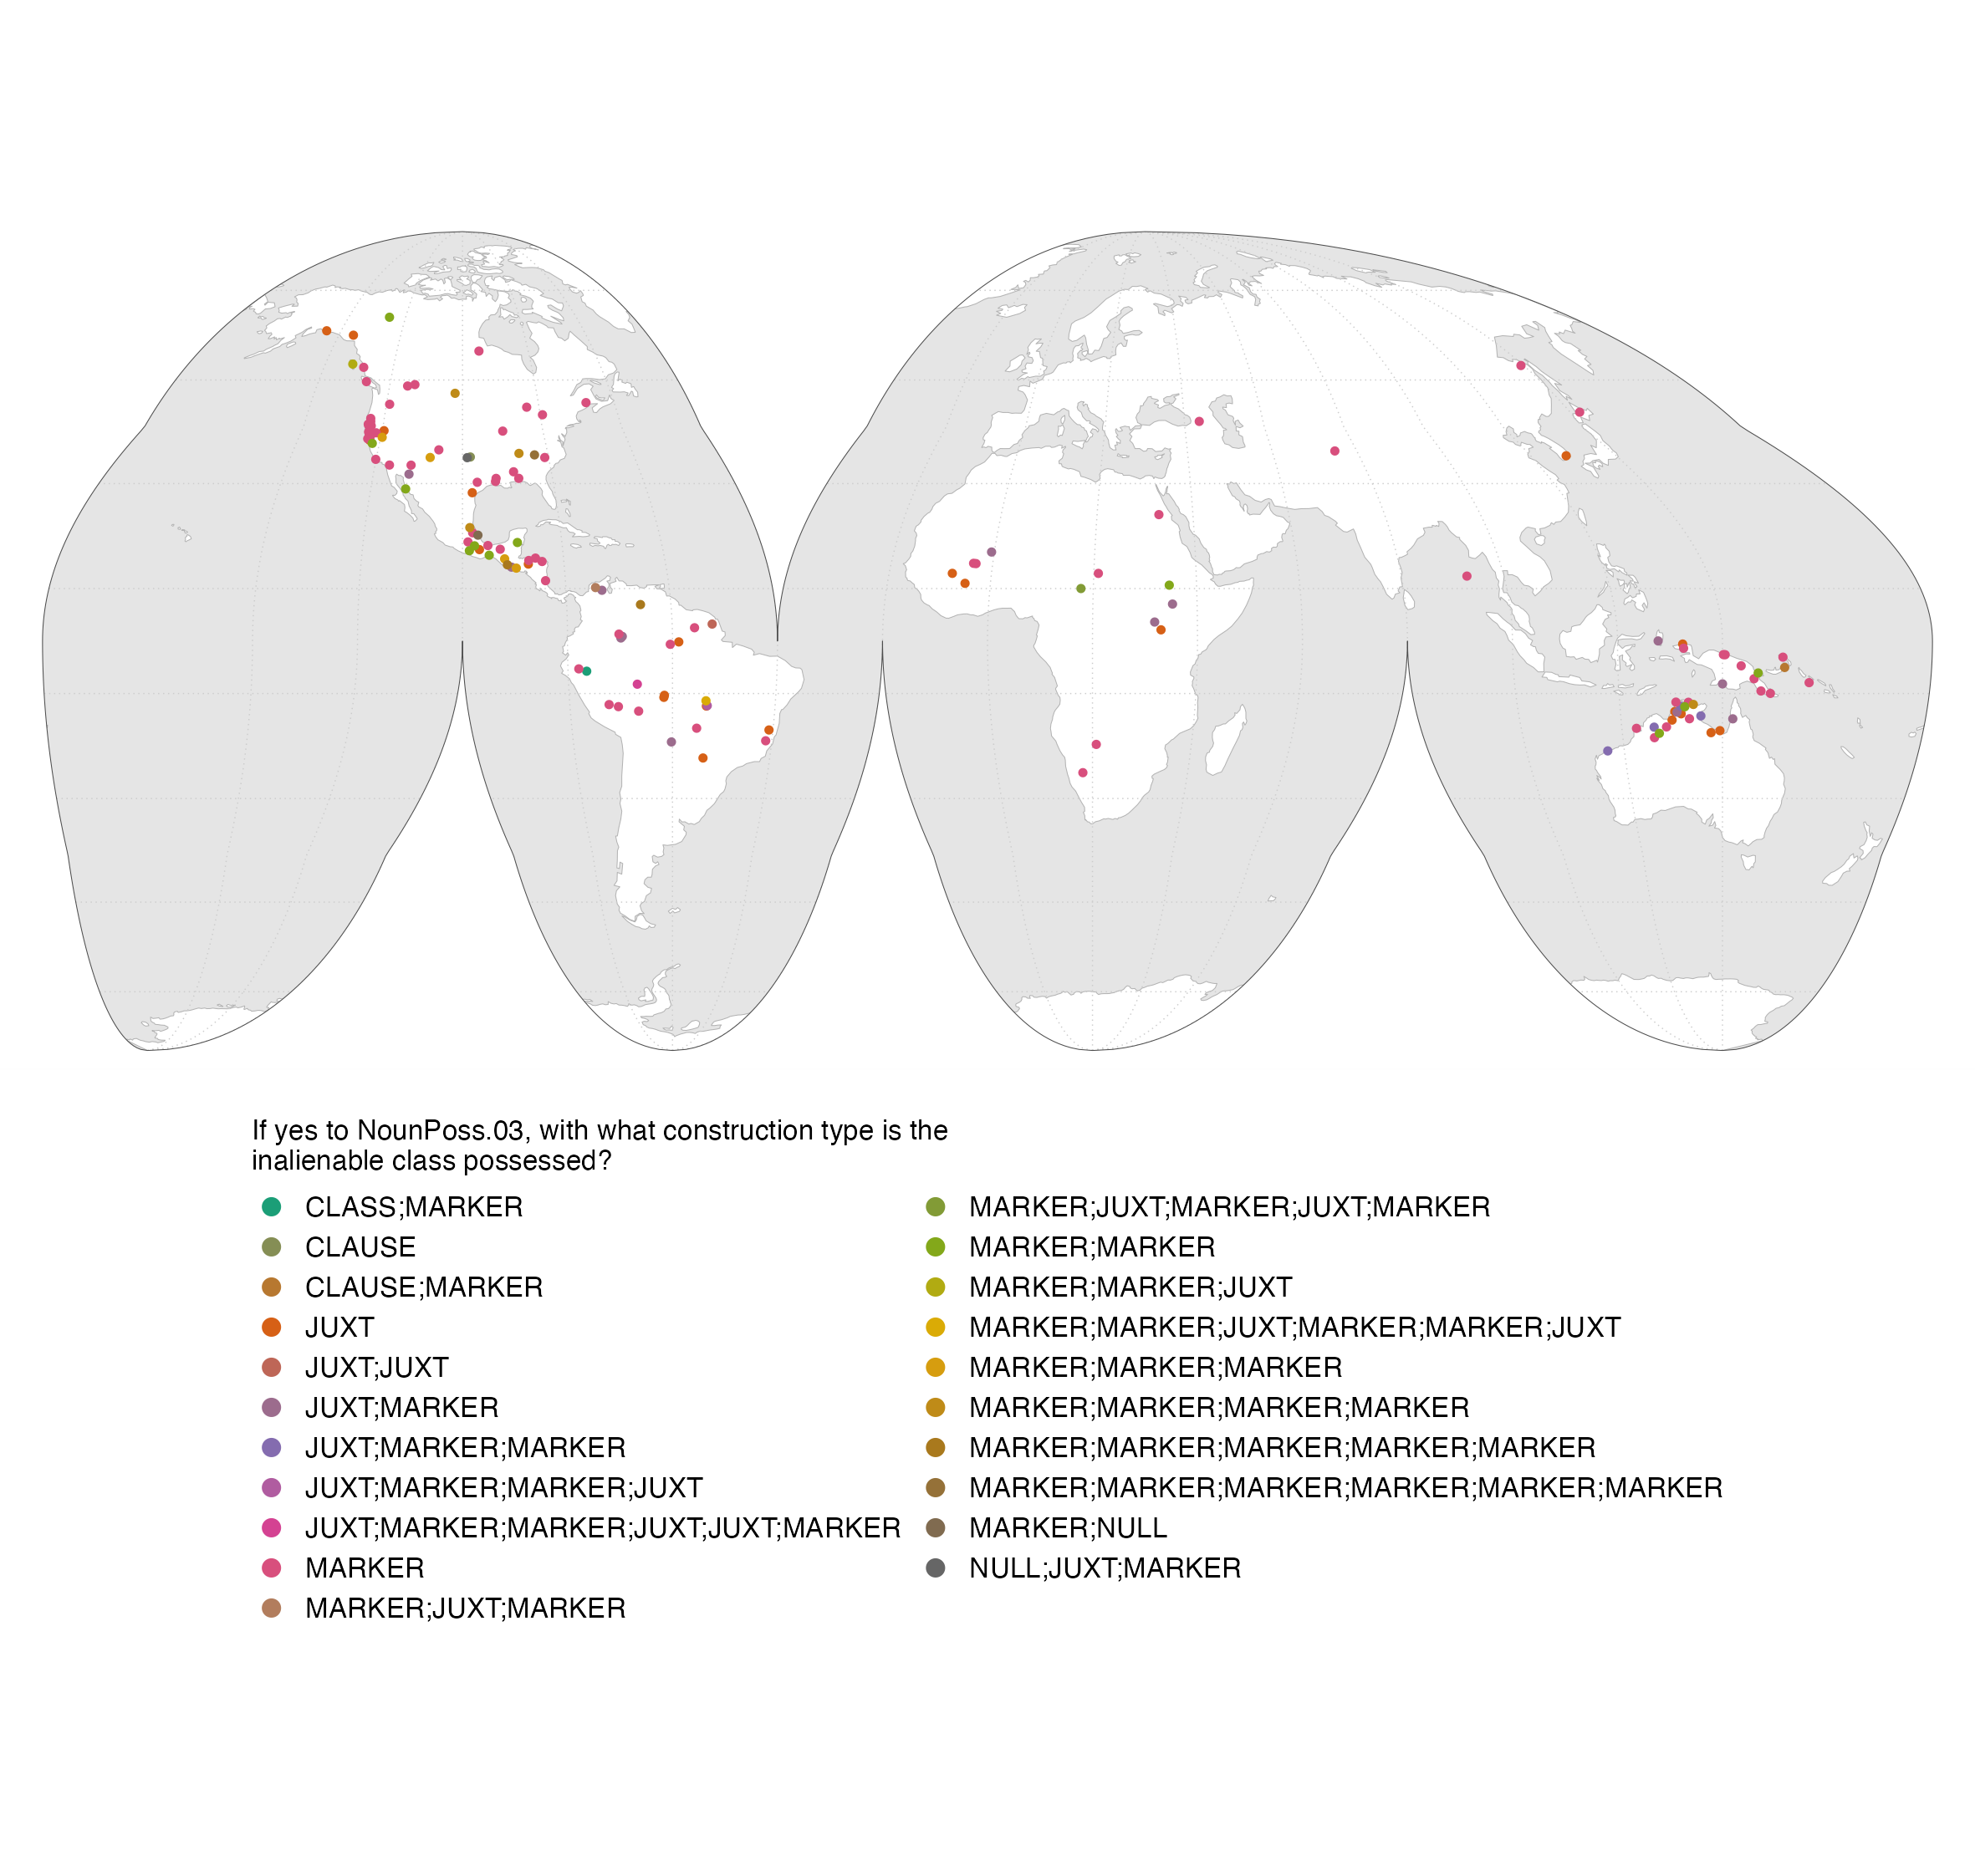 If yes to NounPoss.03, with what construction type is the
inalienable class possessed?
CLASS;MARKER
CLAUSE
CLAUSE;MARKER
JUXT
JUXT;JUXT
JUXT;MARKER
JUXT;MARKER;MARKER
JUXT;MARKER;MARKER;JUXT
JUXT;MARKER;MARKER;JUXT;JUXT;MARKER
MARKER
MARKER;JUXT;MARKER
MARKER;JUXT;MARKER;JUXT;MARKER
MARKER;MARKER
MARKER;MARKER;JUXT
MARKER;MARKER;JUXT;MARKER;MARKER;JUXT
MARKER;MARKER;MARKER
MARKER;MARKER;MARKER;MARKER
MARKER;MARKER;MARKER;MARKER;MARKER
MARKER;MARKER;MARKER;MARKER;MARKER;MARKER
MARKER;NULL
NULL;JUXT;MARKER